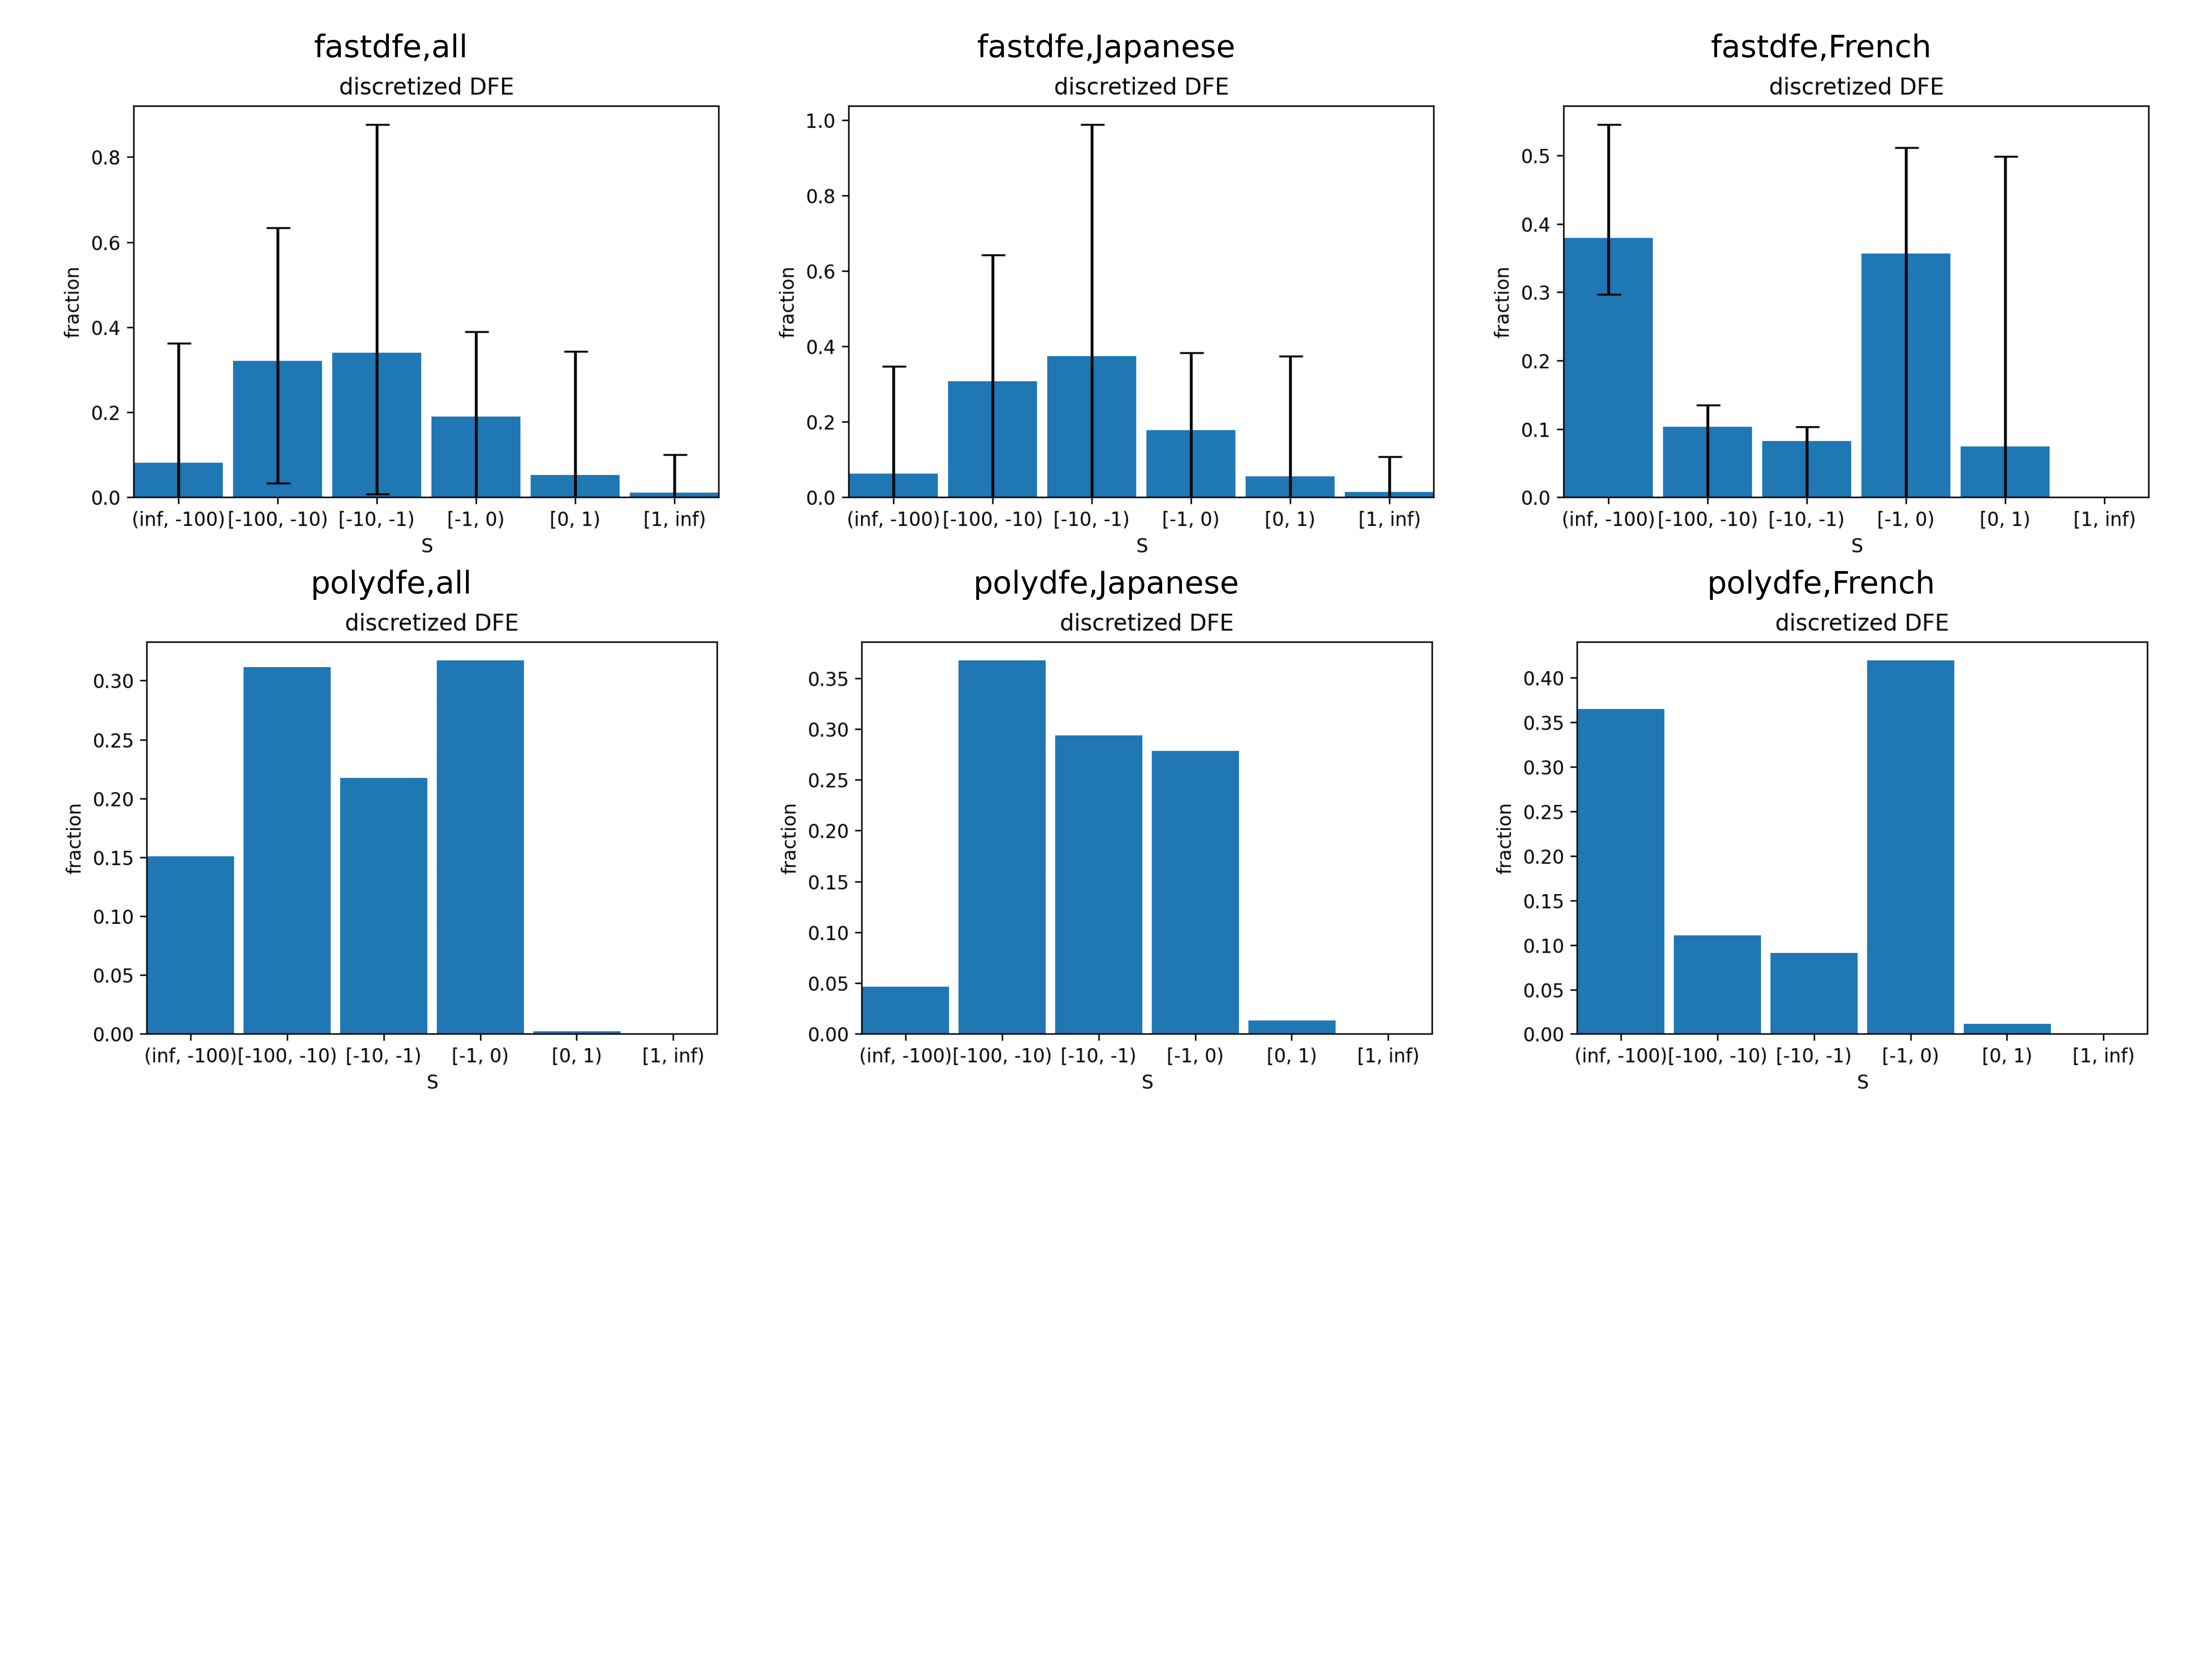 fastdfe,all
discretized DFE
0.8
0.6
0.4
0.2
0.0
fraction
(inf, -100) [-100, -10) [-10, -1) [-1, 0) [0, 1) [1, inf)
S
fastdfe,Japanese
discretized DFE
1.0
0.8
0.6
0.4
0.2
0.0
fraction
(inf, -100) [-100, -10) [-10, -1) [-1, 0) [0, 1) [1, inf)
S
fastdfe,French
discretized DFE
0.5
0.4
0.3
0.2
0.1
0.0
fraction
(inf, -100) [-100, -10) [-10, -1) [-1, 0) [0, 1) [1, inf)
S
polydfe,all
discretized DFE
0.30
0.25
0.20
0.15
0.10
0.05
0.00
fraction
(inf, -100) [-100, -10) [-10, -1) [-1, 0) [0, 1) [1, inf)
S
polydfe,Japanese
discretized DFE
0.35
0.30
0.25
0.20
0.15
0.10
0.05
0.00
fraction
(inf, -100) [-100, -10) [-10, -1) [-1, 0) [0, 1) [1, inf)
S
polydfe,French
discretized DFE
0.40
0.35
0.30
0.25
0.20
0.15
0.10
0.05
0.00
fraction
(inf, -100) [-100, -10) [-10, -1) [-1, 0) [0, 1) [1, inf)
S